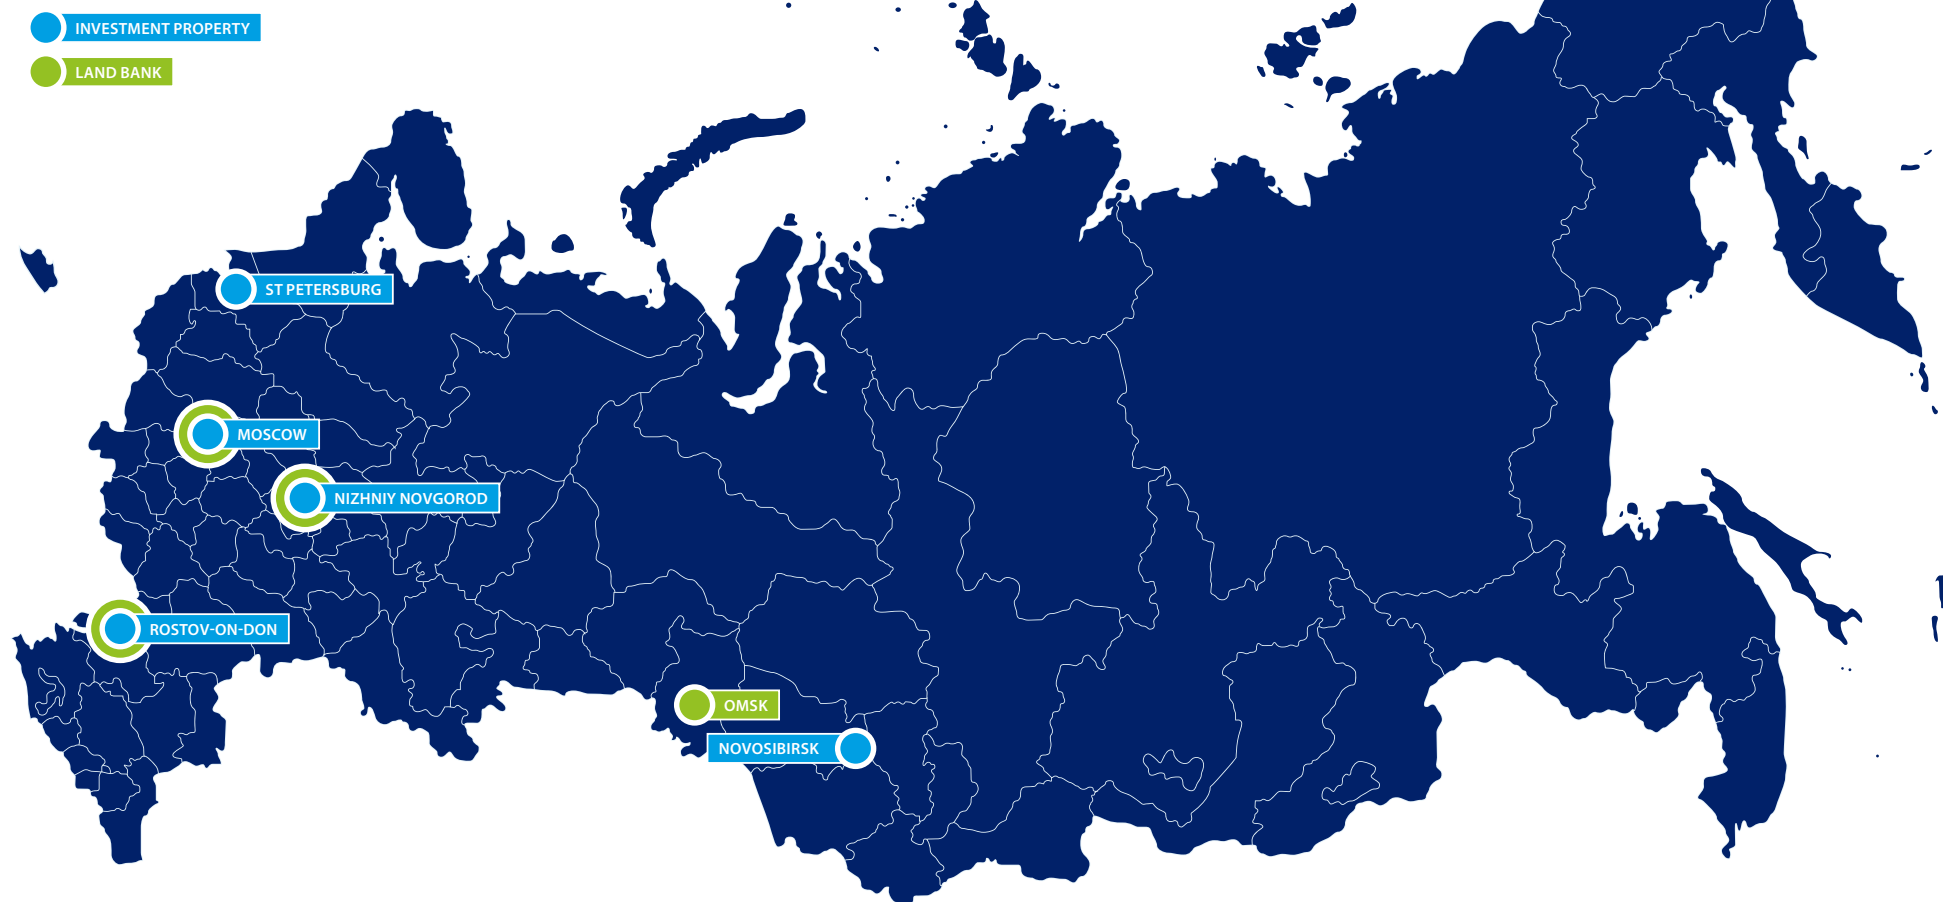 INVESTMENT PROPERTY
LAND BANK
ST PETERSBURG
MOSCOW
NIZHNIY NOVGOROD
ROSTOV-ON-DON
OMSK
NOVOSIBIRSK